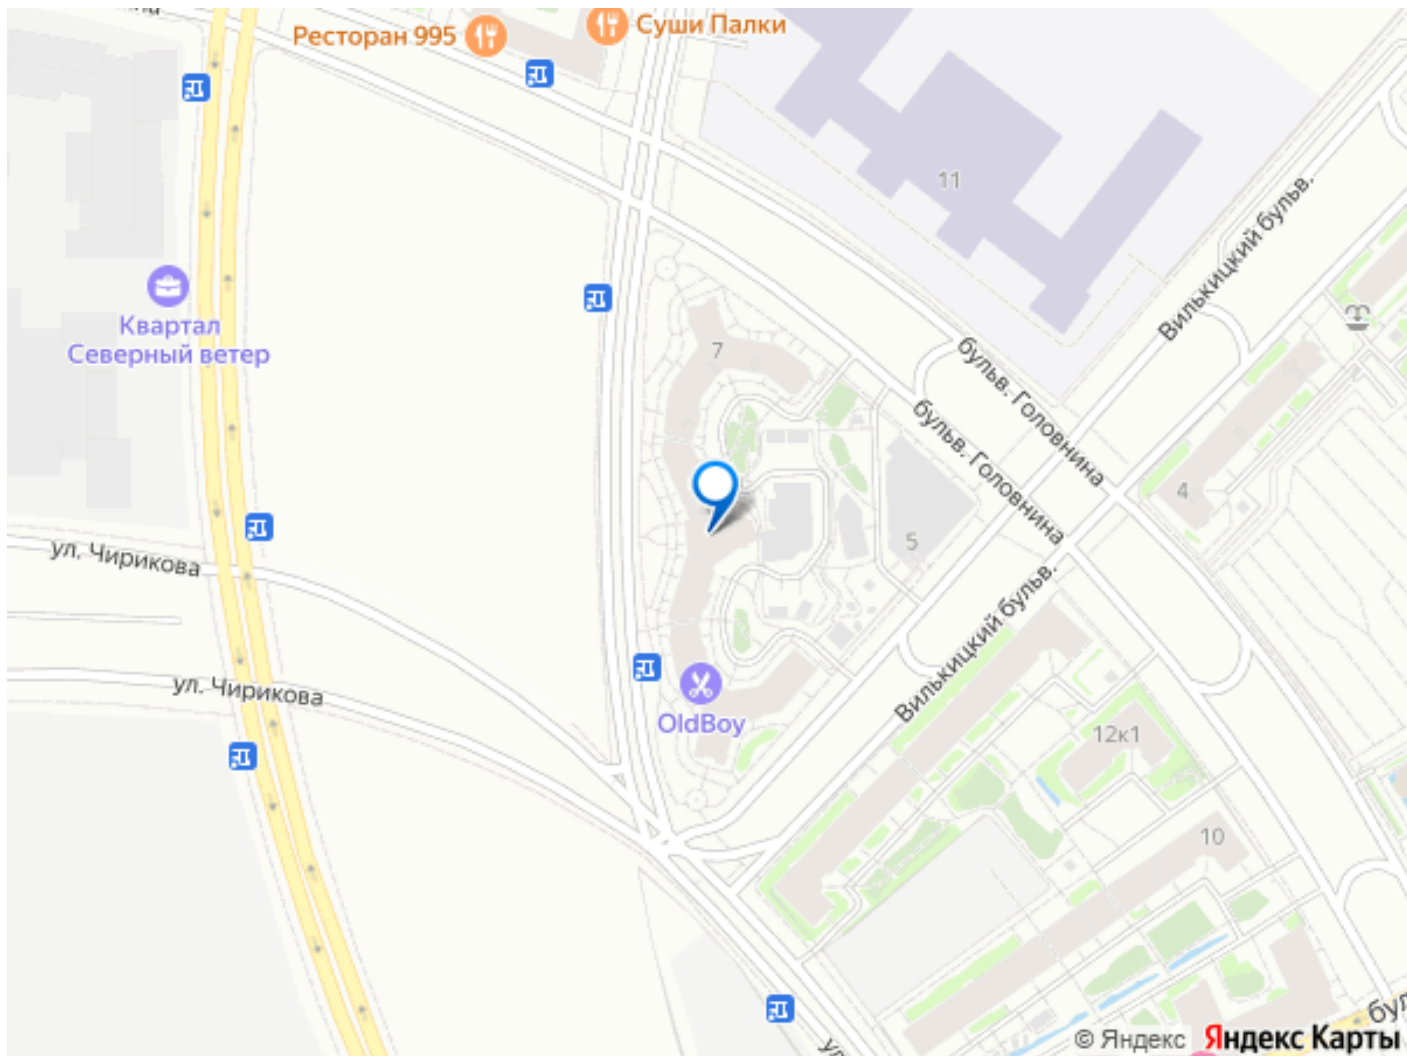 Ресторан 995
Суши Палки
11
Вилькицкий бульв.
Квартал
Северный ветер
7
бульв. Головнина
бульв. Головнина
4
5
ул. Чирикова
Вилькицкий бульв.
ул. Чирикова
OldBoy
12к1
10
© Яндекс Яндекс Карты